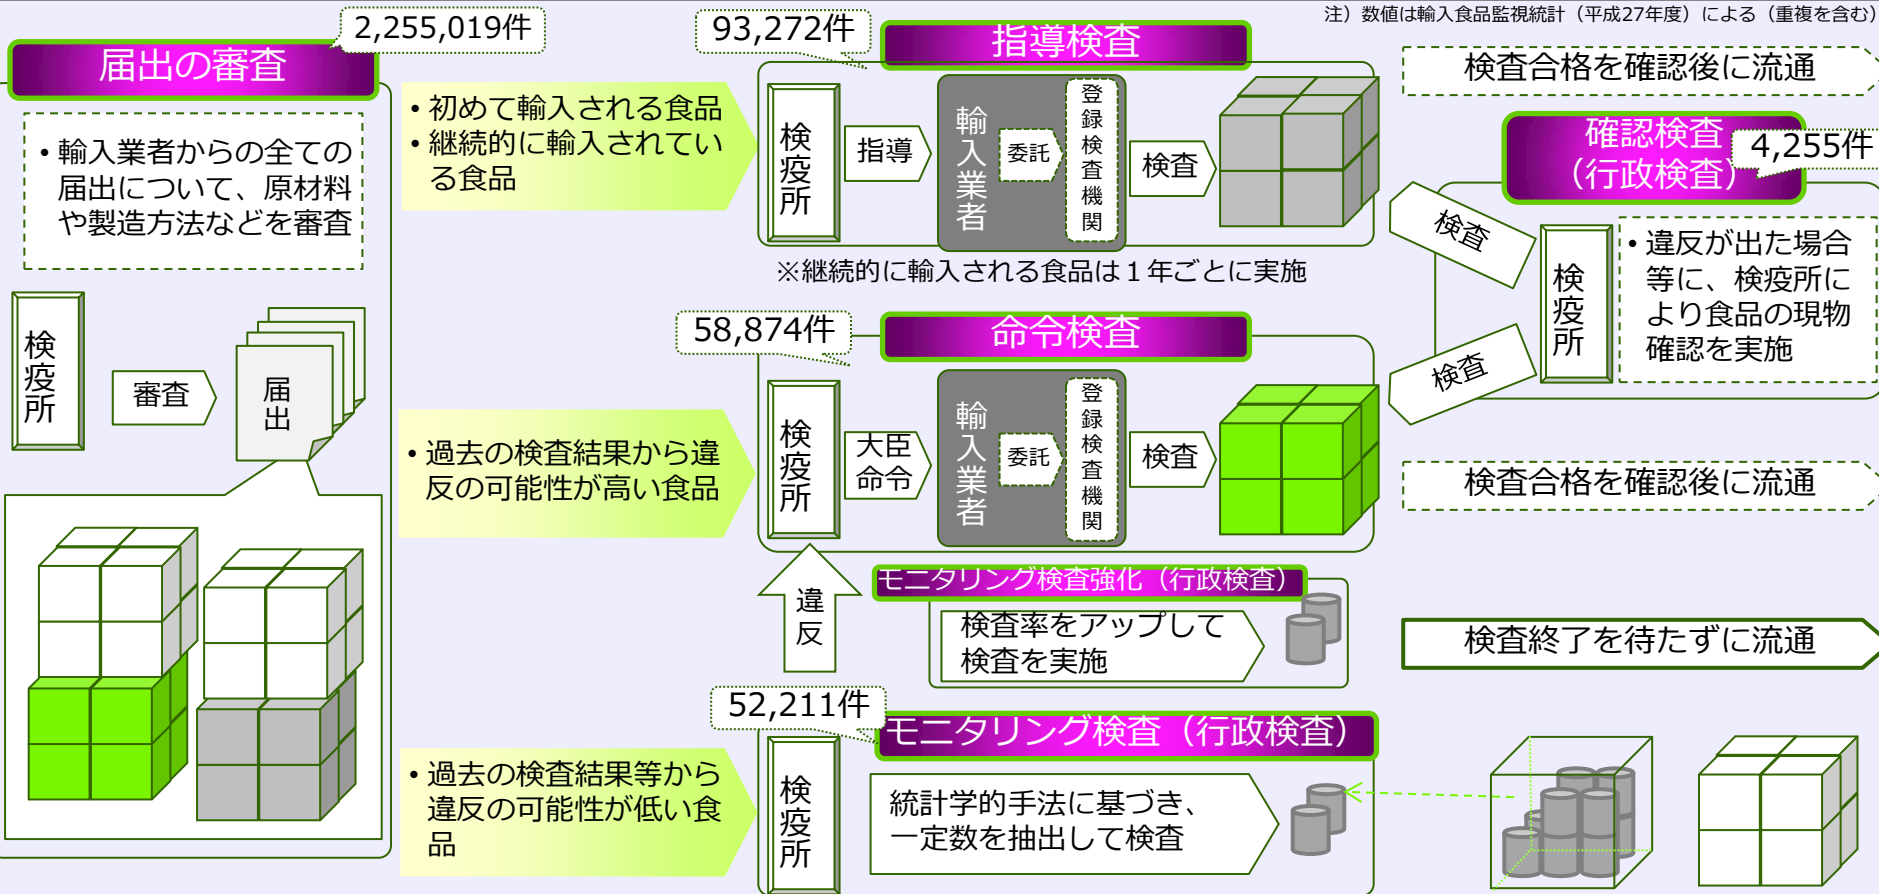 注）数値は輸入食品監視統計（平成27年度）による（重複を含む）
2,255,019件
届出の審査
• 輸入業者からの全ての
届出について、原材料
や製造方法などを審査
検疫所
審査
届出
• 初めて輸入される食品
• 継続的に輸入されてい
る食品
93,272件
指導検査
検疫所
指導
輸入業者
委託
登録検査機関
検査
※継続的に輸入される食品は１年ごとに実施
検査合格を確認後に流通
確認検査
（行政検査）
4,255件
検査
検査
検疫所
• 違反が出た場合
等に、検疫所に
より食品の現物
確認を実施
• 過去の検査結果から違
反の可能性が高い食品
58,874件
命令検査
検疫所
大臣
命令
輸入業者
委託
登録検査機関
検査
検査合格を確認後に流通
違反
モニタリング検査強化（行政検査）
検査率をアップして
検査を実施
検査終了を待たずに流通
• 過去の検査結果等から
違反の可能性が低い食
品
52,211件
モニタリング検査（行政検査）
検疫所
統計学的手法に基づき、
一定数を抽出して検査